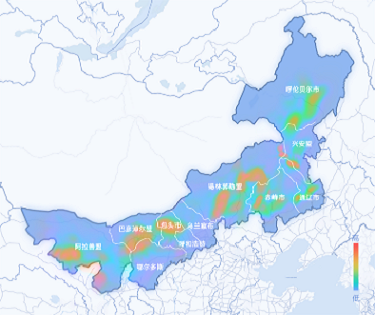 呼伦贝尔市
兴安盟
锡林郭勒盟
通辽市
赤峰市
巴彦淖尔盟
包头市
乌兰察布
呼和浩特
阿拉善盟
鄂尔多斯
高
低